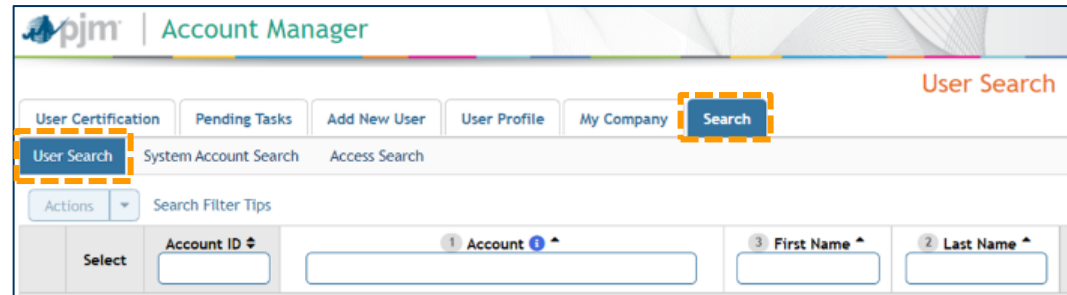 pjm Account Manager
User Search
User Certification Pending Tasks Add New User User Profile My Company Search
User Search System Account Search Access Search
Actions Search Filter Tips
Select Account ID 1 Account i 3 First Name 2 Last Name